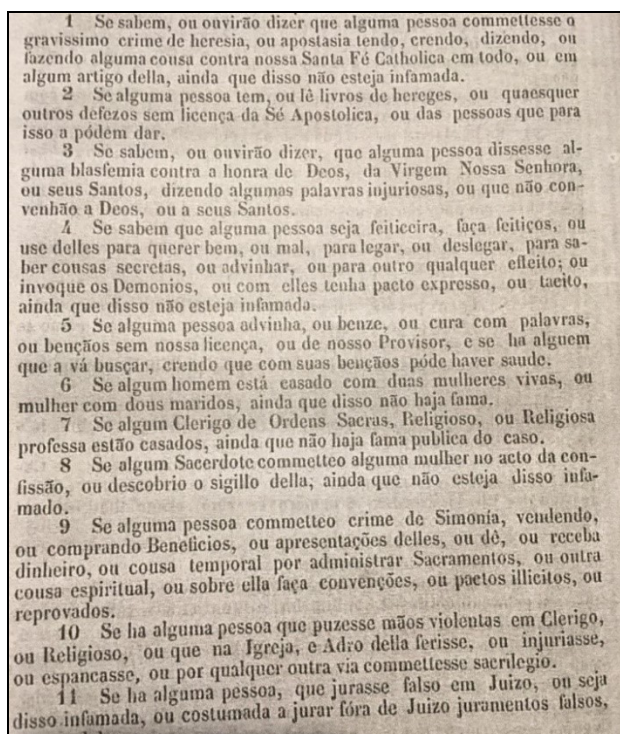 1 Se sabem, ou ouvirão dizer que alguma pessoa commettesse o
gravissimo crime de heresia, ou apostasia tendo, crendo, dizendo, ou
fazendo alguma cousa contra nossa Santa Fé Catholica em todo, ou em
algum artigo della, ainda que disso não esteja infamada.
2 Se alguma pessoa tem, ou lê livros de hereges, ou quaesquer
outros defezos sem licença da Sé Apostolica, ou das pessoas que para
isso a pódem dar.
3 Se sabem, ou ouvirão dizer, que alguma pessoa dissesse al-
guma blasfemia contra a honra de Deos, da Virgem Nossa Senhora,
ou seus Santos, dizendo algumas palavras injuriosas, ou que não con-
venhão a Deos, ou a seus Santos.
4 Se sabem que alguma pessoa seja feiticeira, faça feitiços, ou
use delles para querer bem, ou mal, para legar, ou deslegar, para sa-
ber cousas secretas, ou advinhar, ou para outro qualquer effeito; ou
invoque os Demonios, ou com elles tenha pacto expresso, ou tacito,
ainda que disso não esteja infamada.
5 Se alguma pessoa advinha, ou benze, ou cura com palavras,
ou bençãos sem nossa licença, ou de nosso Provisor, e se ha alguem
que a vá buscar, crendo que com suas bençãos póde haver saude.
6 Se algum homem está casado com duas mulheres vivas, ou
mulher com dous maridos, ainda que disso não haja fama.
7 Se algum Clerigo de Ordens Sacras, Religioso, ou Religiosa
professa estão casados, ainda que não haja fama publica do caso.
8 Se algum Sacerdote commetteo alguma mulher no acto da con-
fissão, ou descobrio o sigillo della; ainda que não esteja disso infa-
mado.
9 Se alguma pessoa commetteo crime de Simonía, vendendo,
ou comprando Beneficios, ou apresentações delles, ou dê, ou receba
dinheiro, ou cousa temporal por administrar Sacramentos, ou outra
cousa espiritual, ou sobre ella faça convenções, ou pactos illicitos, ou
reprovados.
10 Se ha alguma pessoa que puzesse mãos violentas em Clerigo,
ou Religioso, ou que na Igreja, e Adro della ferisse, ou injuriasse,
ou espancasse, ou por qualquer outra via commettesse sacrilegio.
11 Se ha alguma pessoa, que jurasse falso em Juizo, ou seja
disso infamada, ou costumada a jurar fóra de Juizo juramentos falsos,